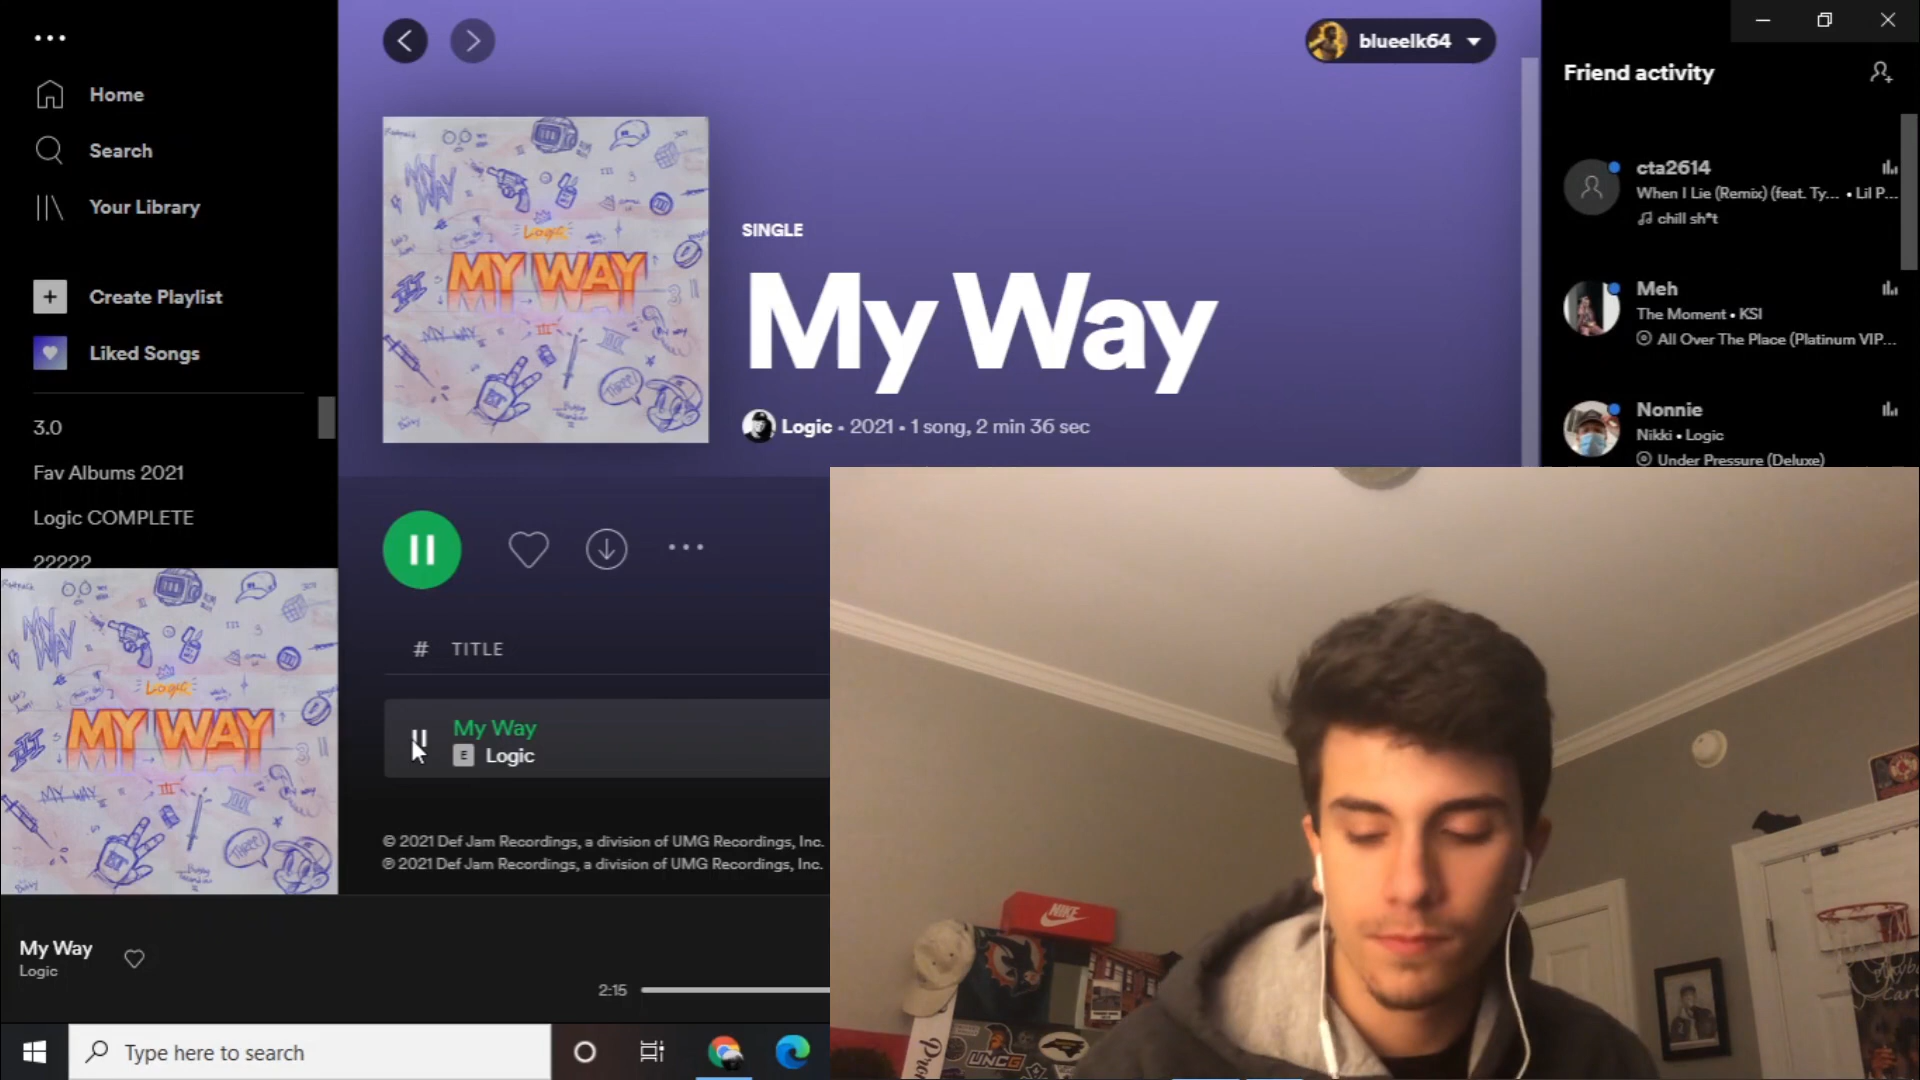 Home
Search
Your Library
Create Playlist
Liked Songs
3.0
Fav Albums 2021
Logic COMPLETE
22222
blueelk64
Logic
MY WAY
THREE!
SINGLE
My Way
Logic • 2021 • 1 song, 2 min 36 sec
# TITLE
My Way
E Logic
© 2021 Def Jam Recordings, a division of UMG Recordings, Inc.
℗ 2021 Def Jam Recordings, a division of UMG Recordings, Inc.
Friend activity
cta2614
When I Lie (Remix) (feat. Ty... • Lil P...
chill sh*t
Meh
The Moment • KSI
All Over The Place (Platinum VIP...
Nonnie
Nikki • Logic
Under Pressure (Deluxe)
Logic
MY WAY
THREE!
My Way
Logic
2:15
Type here to search
NIKE
UNCG